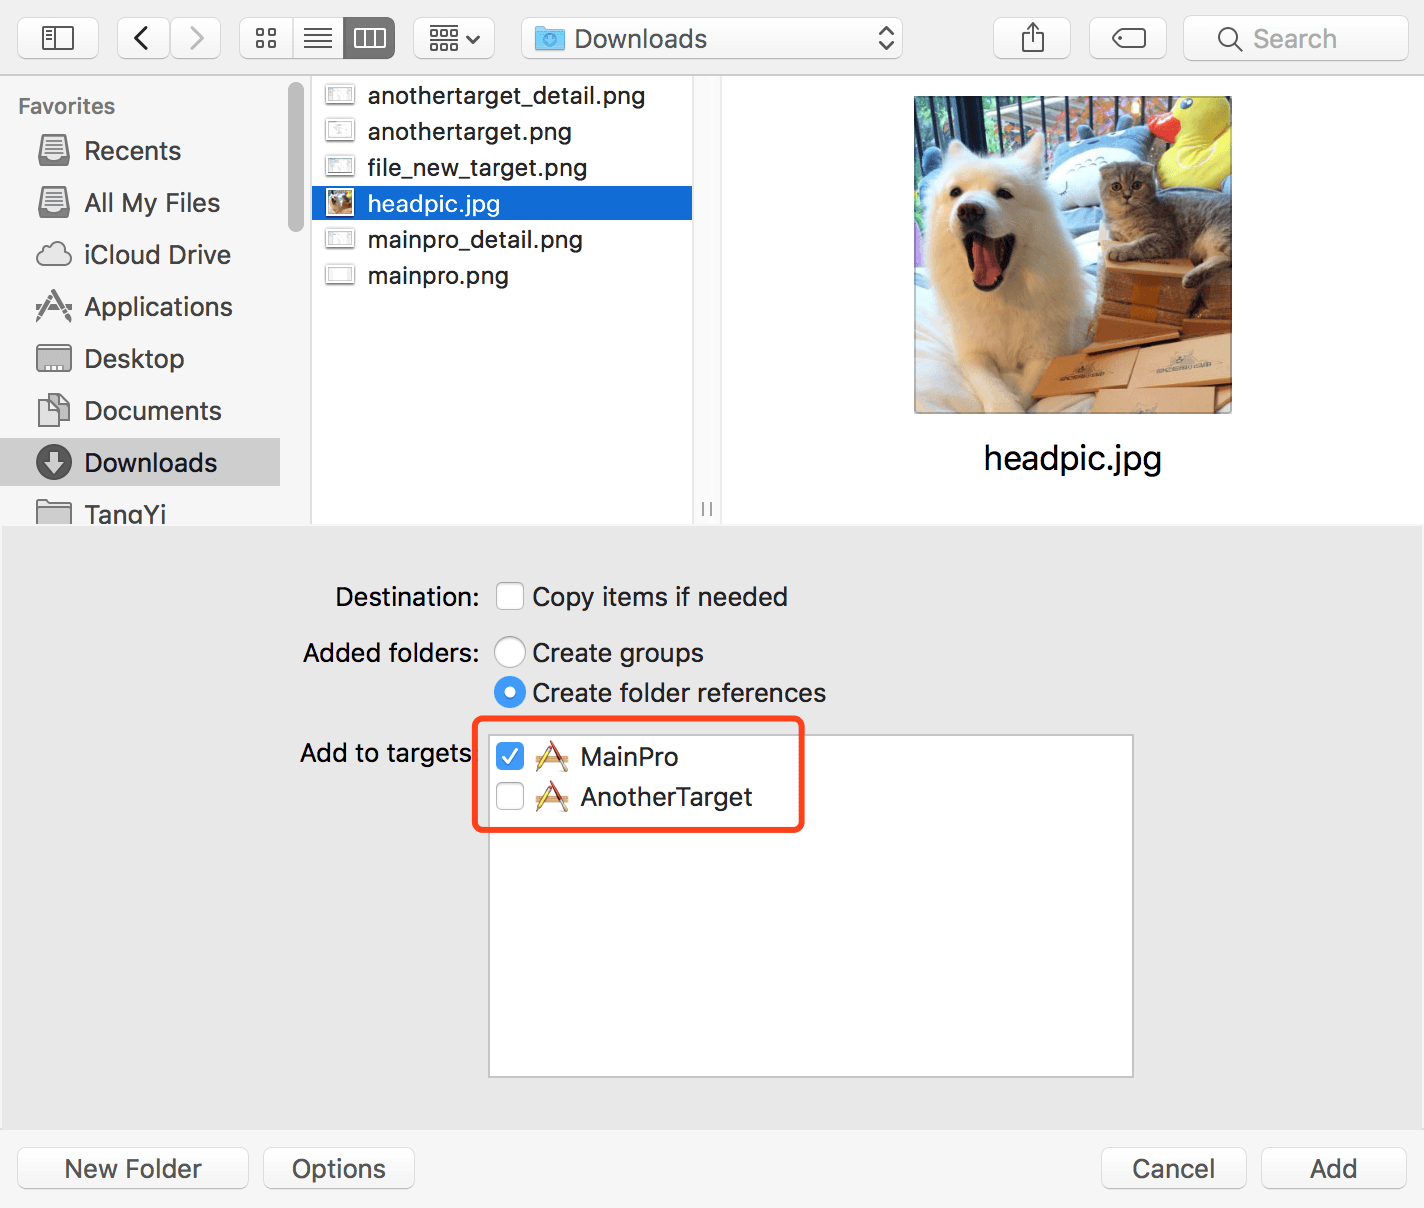 Downloads
Search
Favorites
Recents
All My Files
iCloud Drive
Applications
Desktop
Documents
Downloads
TangYi
anothertarget_detail.png
anothertarget.png
file_new_target.png
headpic.jpg
mainpro_detail.png
mainpro.png
headpic.jpg
Destination: Copy items if needed
Added folders: Create groups
Create folder references
Add to targets
MainPro
AnotherTarget
New Folder
Options
Cancel
Add